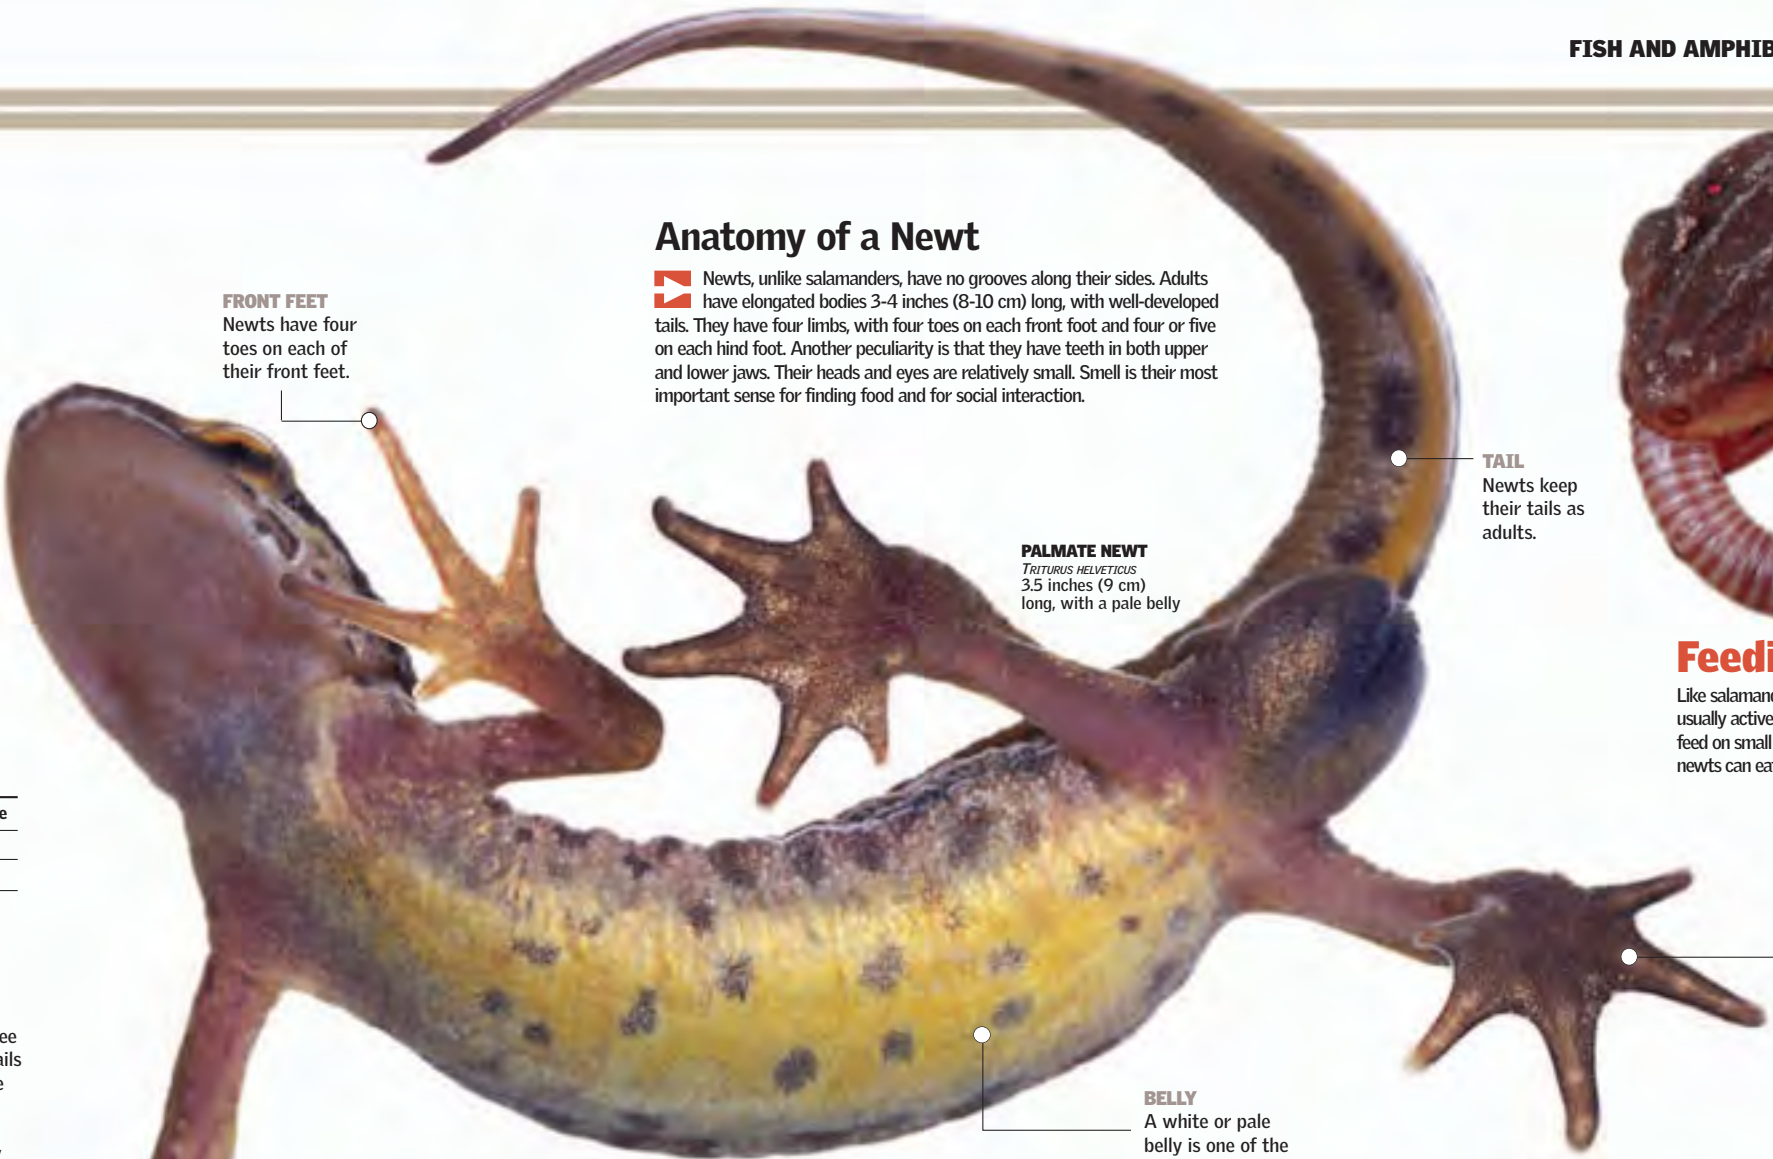 FISH AND AMPHIB
Anatomy of a Newt
Newts, unlike salamanders, have no grooves along their sides. Adults
have elongated bodies 3-4 inches (8-10 cm) long, with well-developed
tails. They have four limbs, with four toes on each front foot and four or five
on each hind foot. Another peculiarity is that they have teeth in both upper
and lower jaws. Their heads and eyes are relatively small. Smell is their most
important sense for finding food and for social interaction.
FRONT FEET
Newts have four
toes on each of
their front feet.
TAIL
Newts keep
their tails as
adults.
PALMATE NEWT
TRITURUS HELVETICUS
3.5 inches (9 cm)
long, with a pale belly
Feedi
Like salamand
usually active
feed on small
newts can ea
e
ee
ails
e
BELLY
A white or pale
belly is one of the